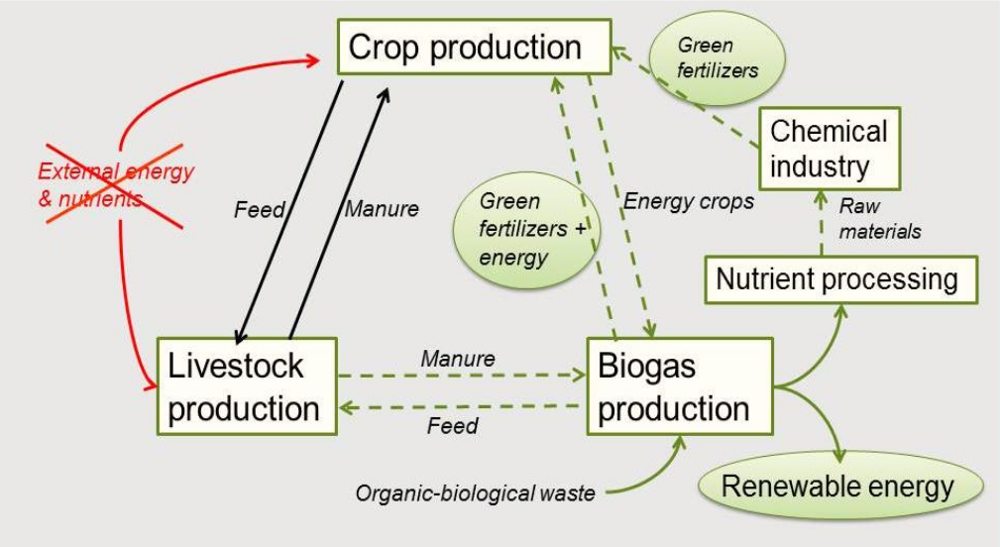 Crop production
Green
fertilizers
Chemical
industry
External energy
& nutrients
Feed
Manure
Green
fertilizers +
energy
Energy crops
Raw
materials
Nutrient processing
Livestock
production
Manure
Feed
Biogas
production
Organic-biological waste
Renewable energy